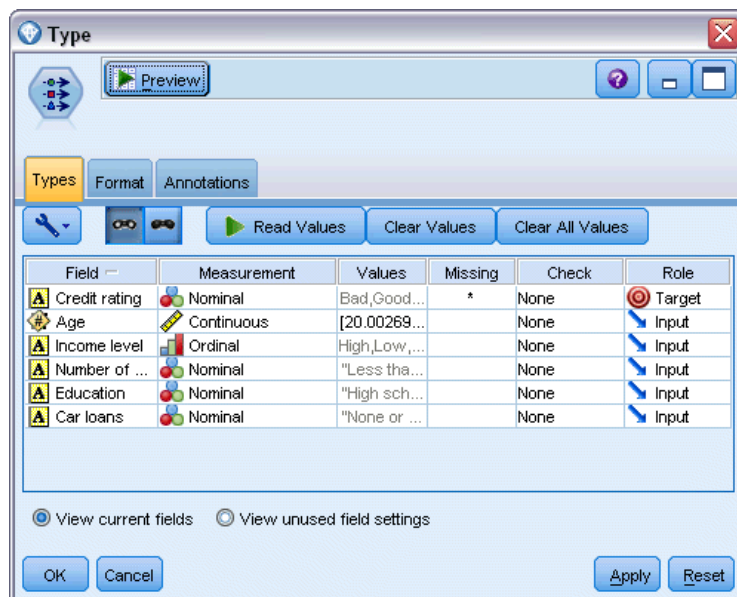 Type
Preview
Types Format Annotations
Read Values Clear Values Clear All Values
Field Measurement Values Missing Check Role
Credit rating Nominal Bad,Good... * None Target
Age Continuous [20.00269... None Input
Income level Ordinal High,Low,... None Input
Number of ... Nominal "Less tha... None Input
Education Nominal "High sch... None Input
Car loans Nominal "None or ... None Input
View current fields View unused field settings
OK Cancel Apply Reset